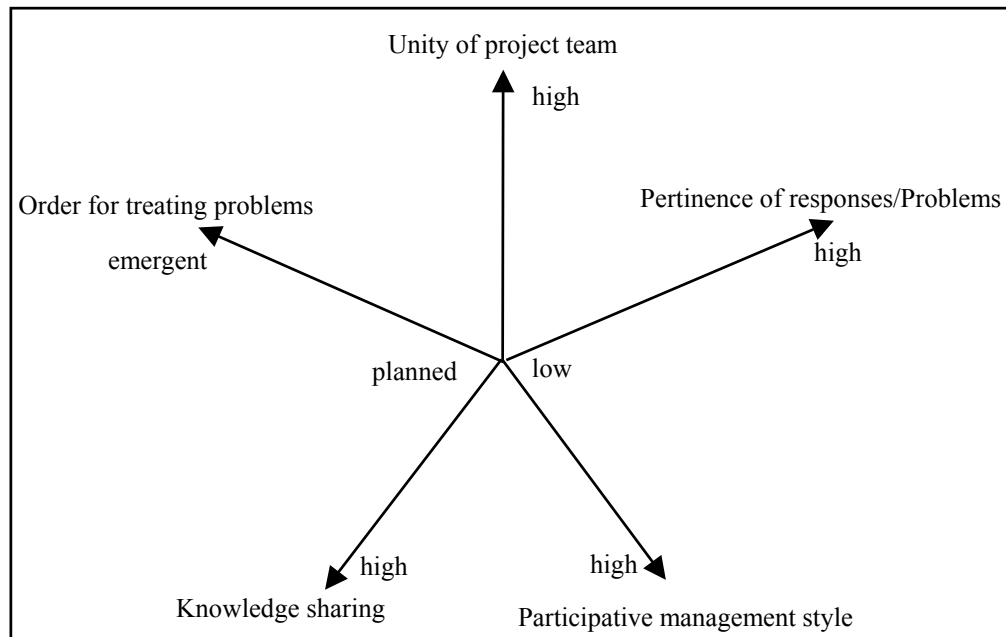 Unity of project team
high
Order for treating problems
Pertinence of responses/Problems
emergent
high
planned
low
high
high
Knowledge sharing
Participative management style